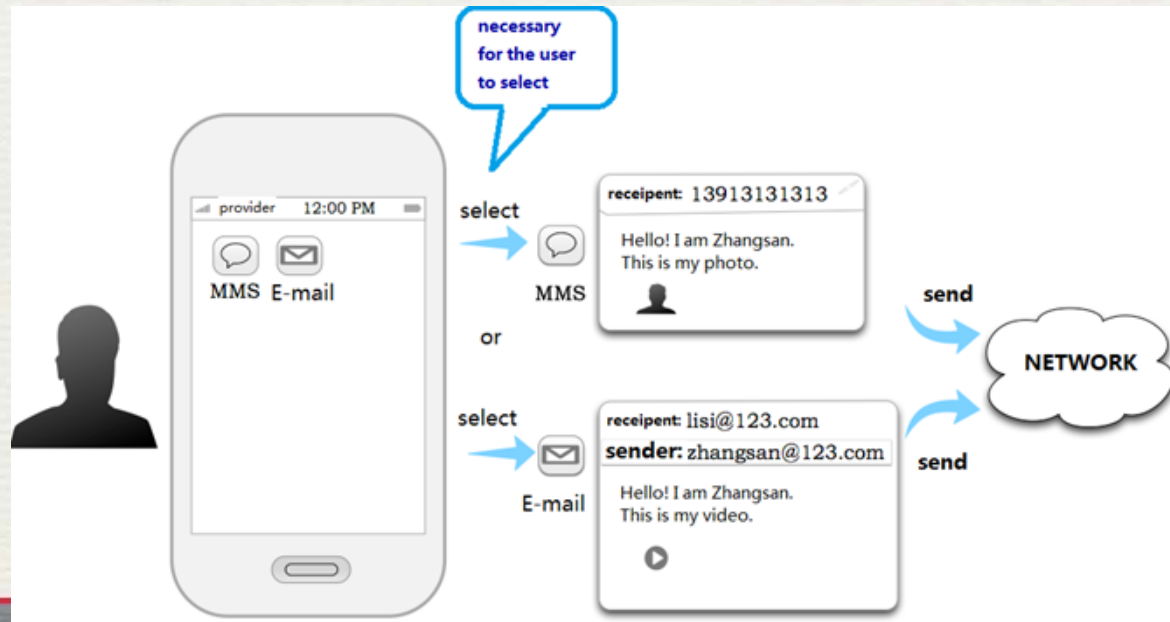 necessary
for the user
to select
provider 12:00 PM
MMS E-mail
select
MMS
receipent: 13913131313
Hello! I am Zhangsan.
This is my photo.
send
or
NETWORK
select
E-mail
receipent: lisi@123.com
sender: zhangsan@123.com
Hello! I am Zhangsan.
This is my video.
send